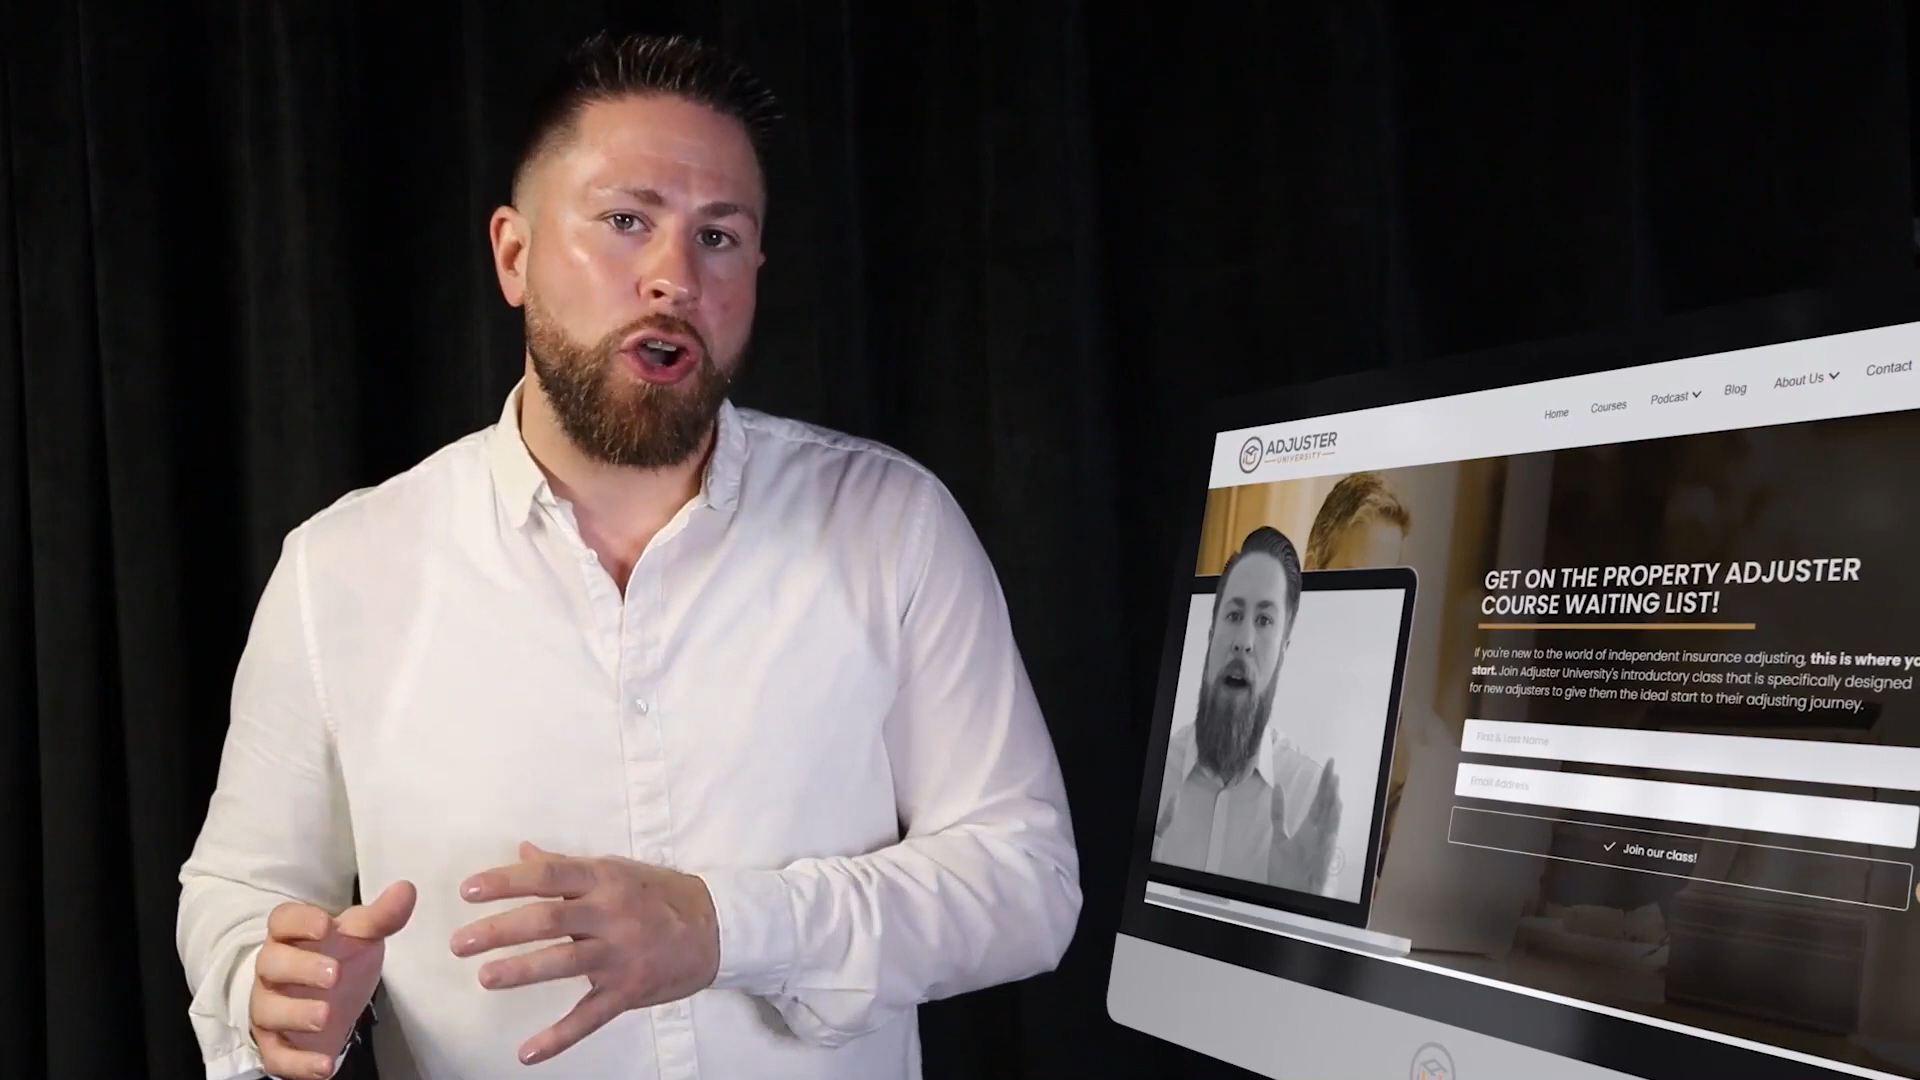 Home Courses Podcast Blog About Us Contact
ADJUSTER
UNIVERSITY
GET ON THE PROPERTY ADJUSTER
COURSE WAITING LIST!
If you're new to the world of independent insurance adjusting, this is where
start. Join Adjuster University's introductory class that is specifically designed
for new adjusters to give them the ideal start to their adjusting journey.
First & Last Name
Email Address
Join our class!